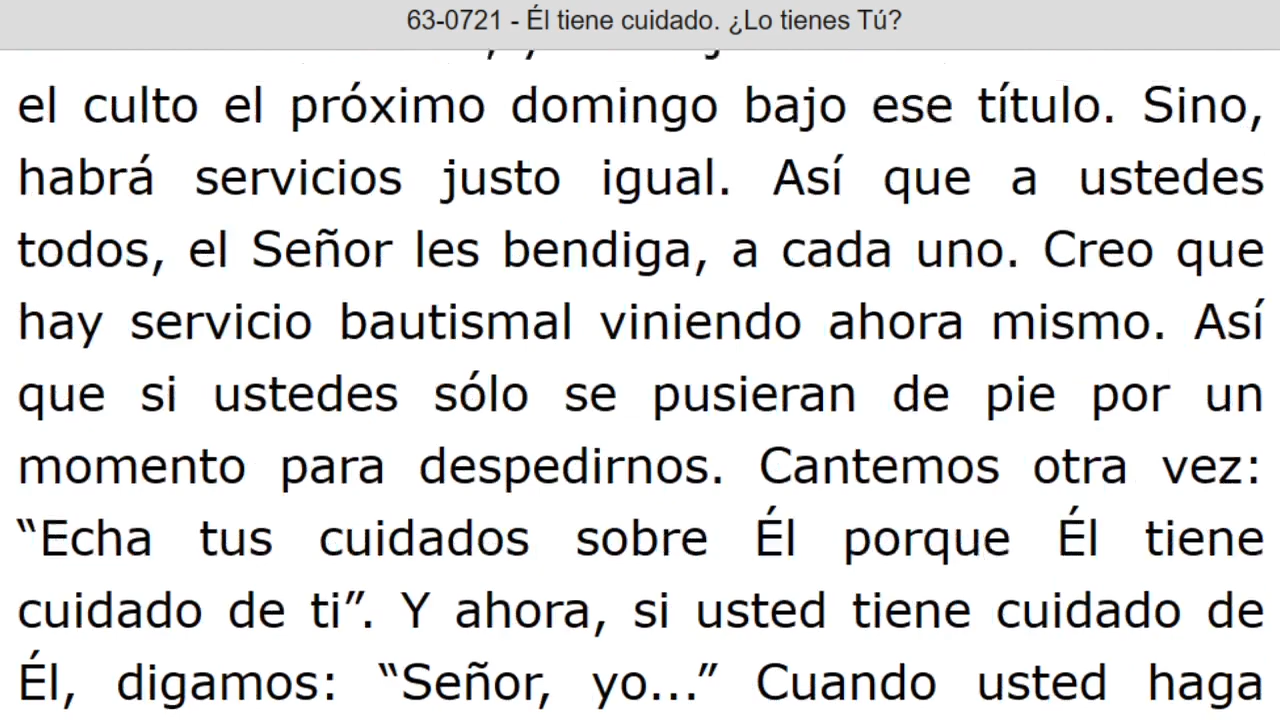 63-0721 - Él tiene cuidado. ¿Lo tienes Tú?
el culto el próximo domingo bajo ese título. Sino,
habrá servicios justo igual. Así que a ustedes
todos, el Señor les bendiga, a cada uno. Creo que
hay servicio bautismal viniendo ahora mismo. Así
que si ustedes sólo se pusieran de pie por un
momento para despedirnos. Cantemos otra vez:
“Echa tus cuidados sobre Él porque Él tiene
cuidado de ti”. Y ahora, si usted tiene cuidado de
Él, digamos: “Señor, yo...” Cuando usted haga